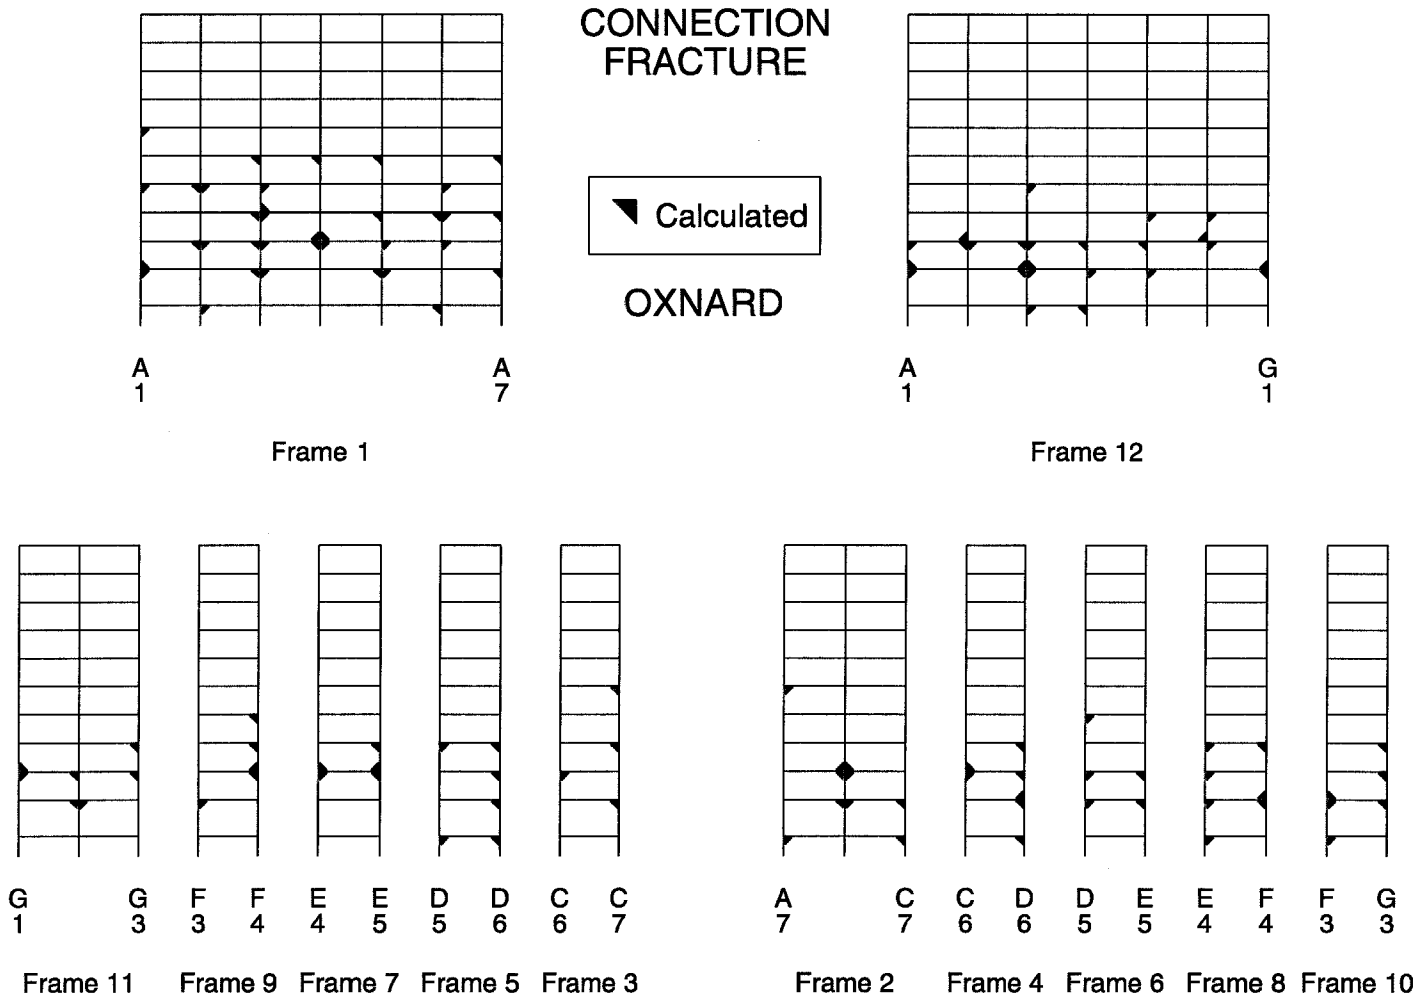 CONNECTION
FRACTURE
Calculated
OXNARD
A A A G
1 7 1 1
Frame 1 Frame 12
G G F F E E D D C C A C C D D E E F F G
1 3 3 4 4 5 5 6 6 7 7 7 6 6 5 5 4 4 3 3
Frame 11 Frame 9 Frame 7 Frame 5 Frame 3 Frame 2 Frame 4 Frame 6 Frame 8 Frame 10